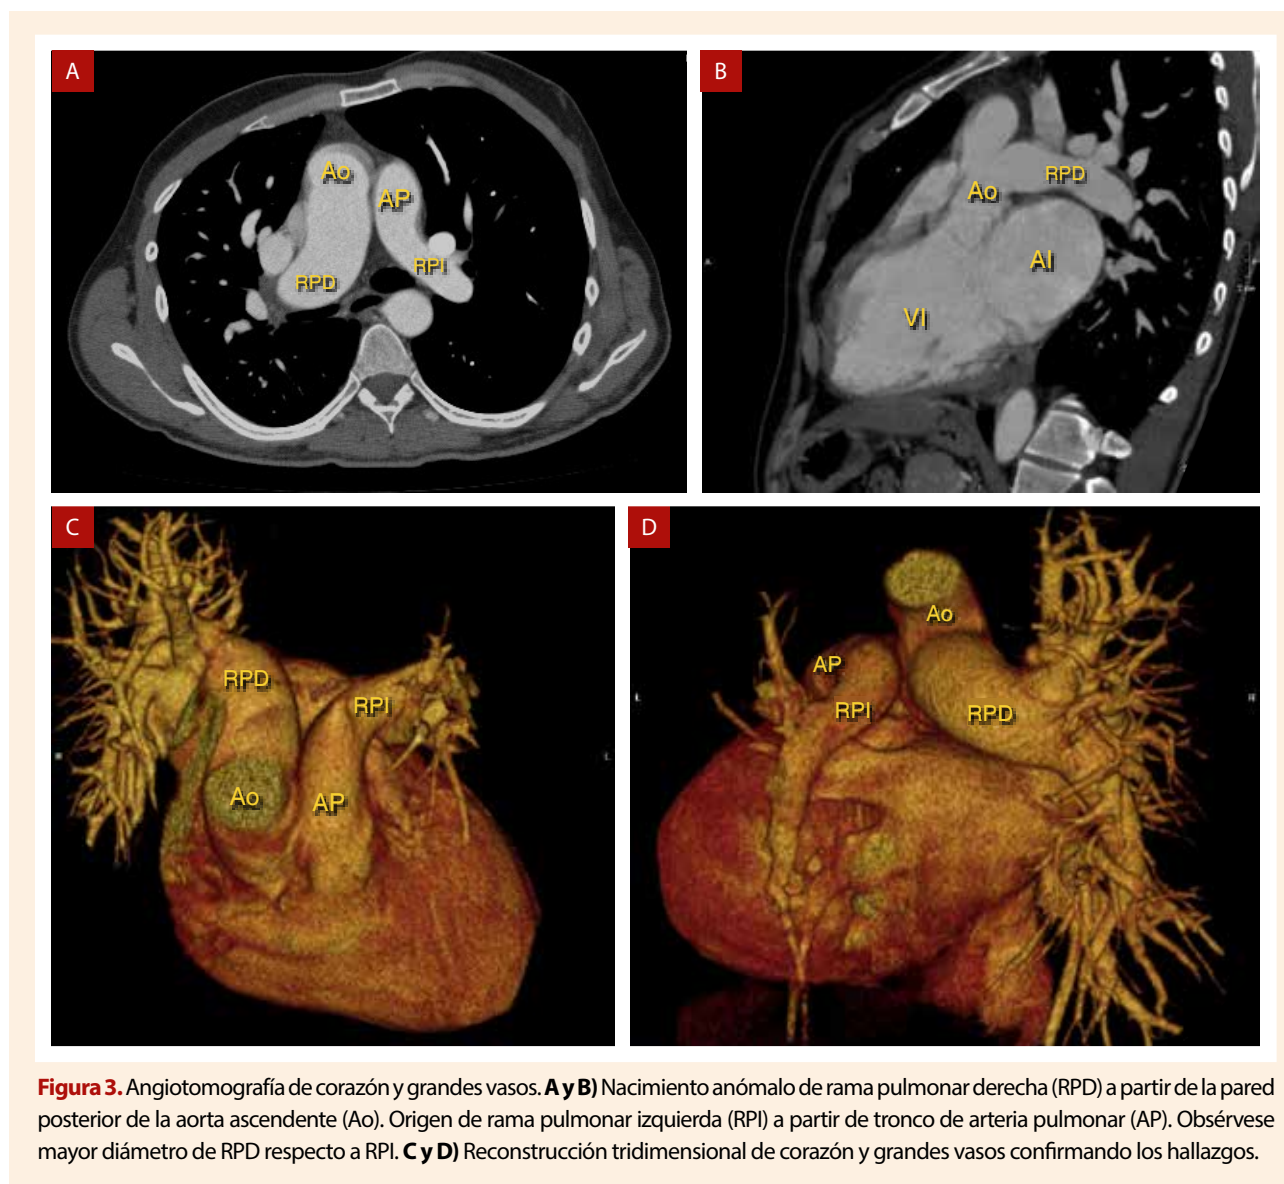 A
B
Ao
AP
RPD
RPI
RPD
Ao
AI
VI
C
D
RPD
RPI
Ao
AP
Ao
AP
RPI
RPD
L
Figura 3. Angiotomografía de corazón y grandes vasos. A y B) Nacimiento anómalo de rama pulmonar derecha (RPD) a partir de la pared
posterior de la aorta ascendente (Ao). Origen de rama pulmonar izquierda (RPI) a partir de tronco de arteria pulmonar (AP). Obsérvese
mayor diámetro de RPD respecto a RPI. C y D) Reconstrucción tridimensional de corazón y grandes vasos confirmando los hallazgos.